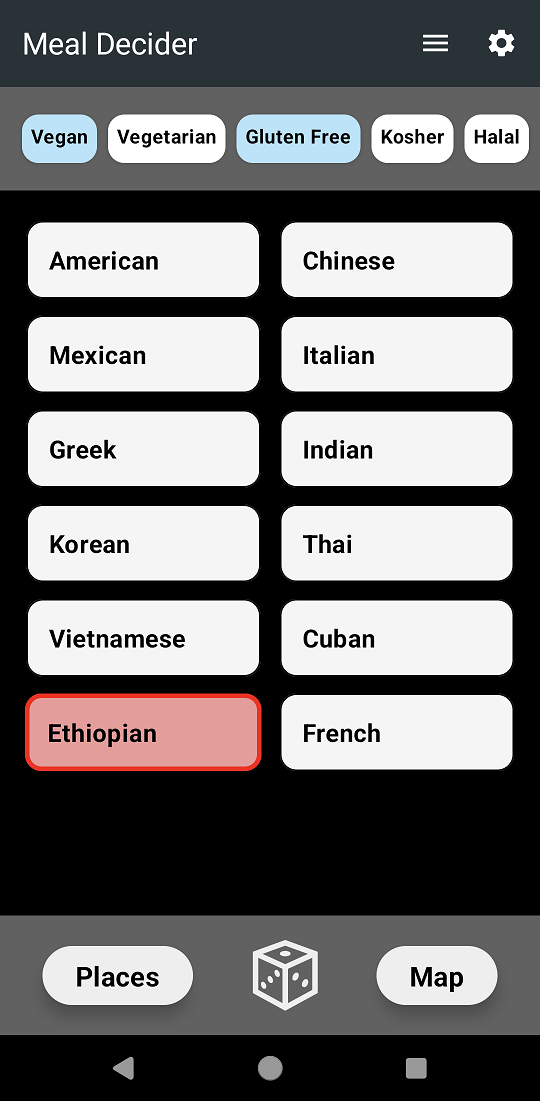 Meal Decider
Vegan Vegetarian Gluten Free Kosher Halal
American Chinese
Mexican Italian
Greek Indian
Korean Thai
Vietnamese Cuban
Ethiopian French
Places Map